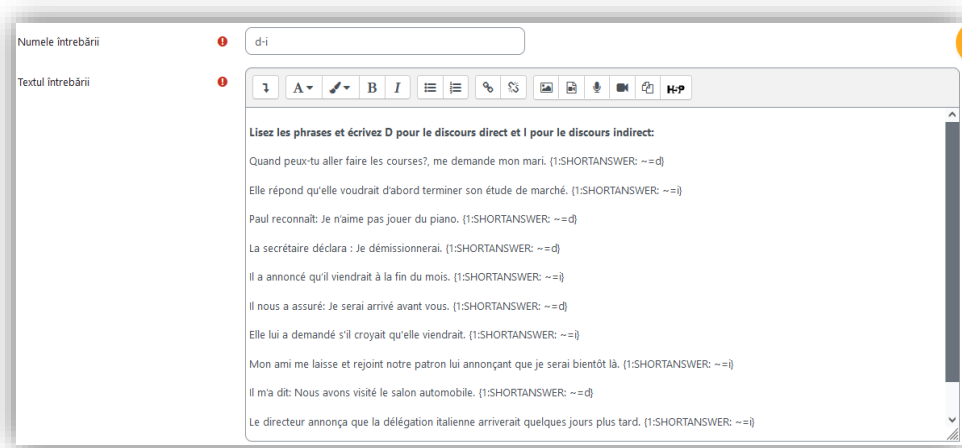 Numele întrebării
d-i
Textul întrebării
A B I H-P
Lisez les phrases et écrivez D pour le discours direct et I pour le discours indirect:
Quand peux-tu aller faire les courses?, me demande mon mari. {1:SHORTANSWER: ~=d}
Elle répond qu'elle voudrait d'abord terminer son étude de marché. {1:SHORTANSWER: ~=i}
Paul reconnaît: Je n'aime pas jouer du piano. {1:SHORTANSWER: ~=d}
La secrétaire déclara : Je démissionnerai. {1:SHORTANSWER: ~=d}
Il a annoncé qu'il viendrait à la fin du mois. {1:SHORTANSWER: ~=i}
Il nous a assuré: Je serai arrivé avant vous. {1:SHORTANSWER: ~=d}
Elle lui a demandé s'il croyait qu'elle viendrait. {1:SHORTANSWER: ~=i}
Mon ami me laisse et rejoint notre patron lui annonçant que je serai bientôt là. {1:SHORTANSWER: ~=i}
Il m'a dit: Nous avons visité le salon automobile. {1:SHORTANSWER: ~=d}
Le directeur annonça que la délégation italienne arriverait quelques jours plus tard. {1:SHORTANSWER: ~=i}